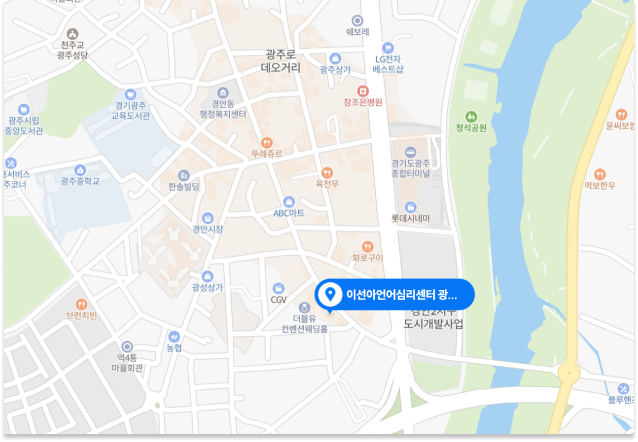 쉐보레
천주교
광주성당
광주로
데오거리
LG전자
베스트샵
광주상가
경안동
행정복지센터
참조은병원
경기광주
교육도서관
광주시립
중앙도서관
청석공원
윤씨보쌈
뚜레쥬르
경기도광주
종합터미널
서비스
주코너
광주중학교
한솔빌딩
육전무
먹보한우
ABC마트
롯데시네마
경안시장
화로구이
광성상가
CGV
이선아언어심리센터 광...
브런치빈
더블유
컨벤션웨딩홀
경안2지구
도시개발사업
농협
역4통
마을회관
블루핸즈